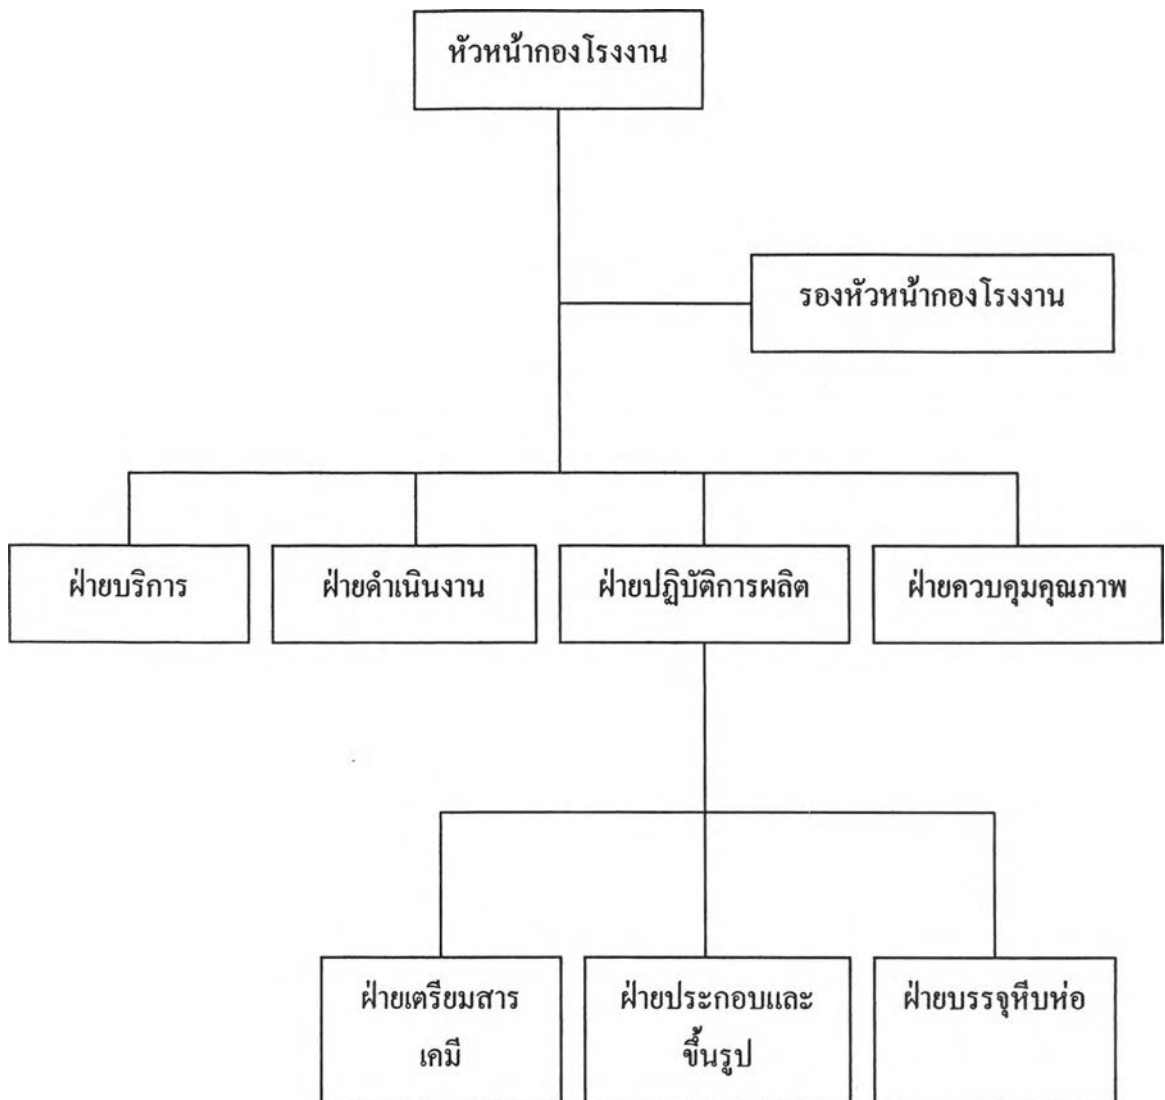 หัวหน้ากองโรงงาน
รองหัวหน้ากองโรงงาน
ฝ่ายบริการ
ฝ่ายดำเนินงาน
ฝ่ายปฏิบัติการผลิต
ฝ่ายควบคุมคุณภาพ
ฝ่ายเตรียมสาร
เคมี
ฝ่ายประกอบและ
ขึ้นรูป
ฝ่ายบรรจุหีบห่อ